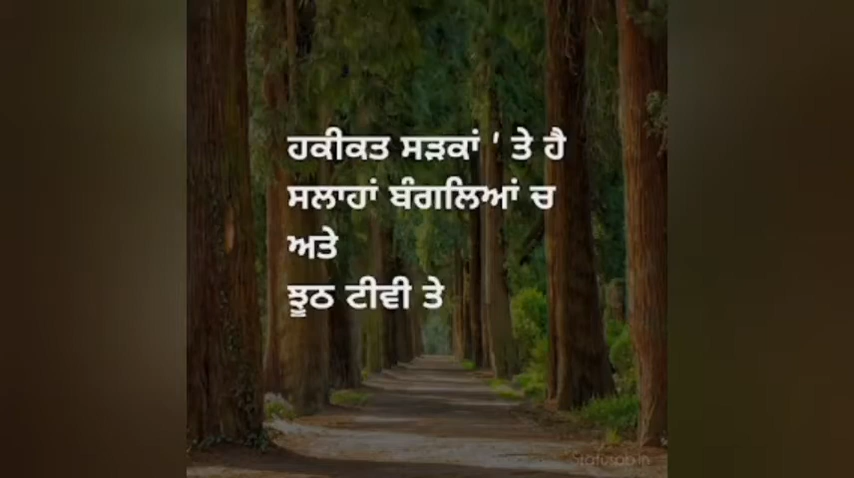 ਹਕੀਕਤ ਸੜਕਾਂ ' ਤੇ ਹੈ
ਸਲਾਹਾਂ ਬੰਗਲਿਆਂ ਚ
ਅਤੇ
ਝੂਠ ਟੀਵੀ ਤੇ